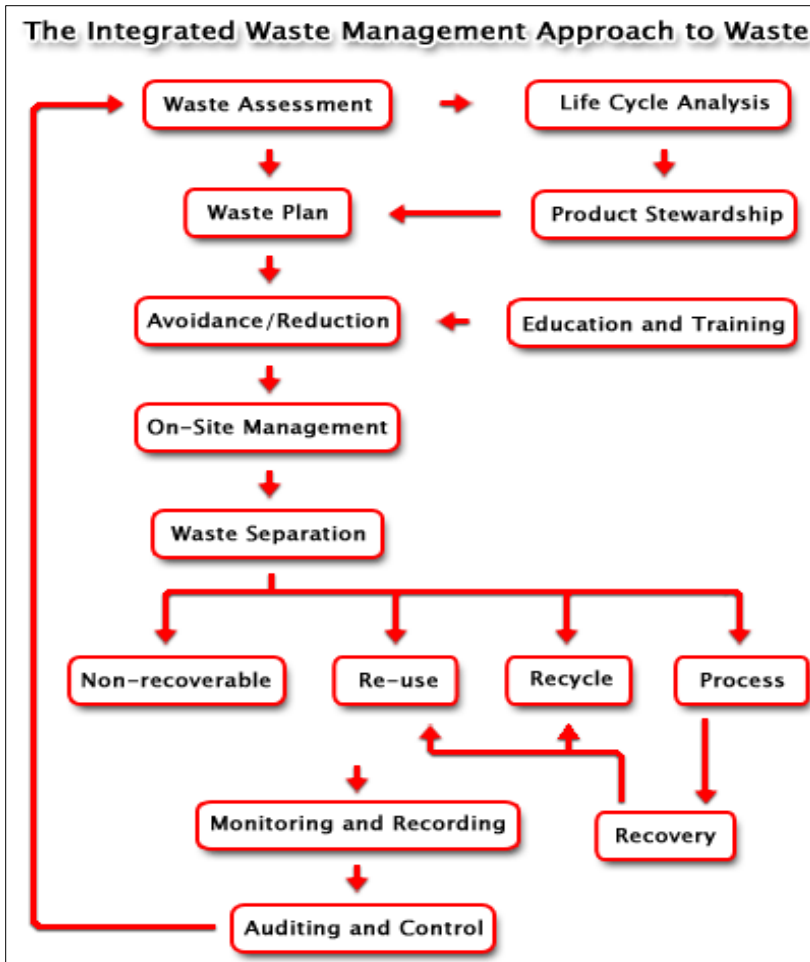 The Integrated Waste Management Approach to Waste
Waste Assessment
Life Cycle Analysis
Waste Plan
Product Stewardship
Avoidance/Reduction
Education and Training
On-Site Management
Waste Separation
Non-recoverable
Re-use
Recycle
Process
Monitoring and Recording
Recovery
Auditing and Control